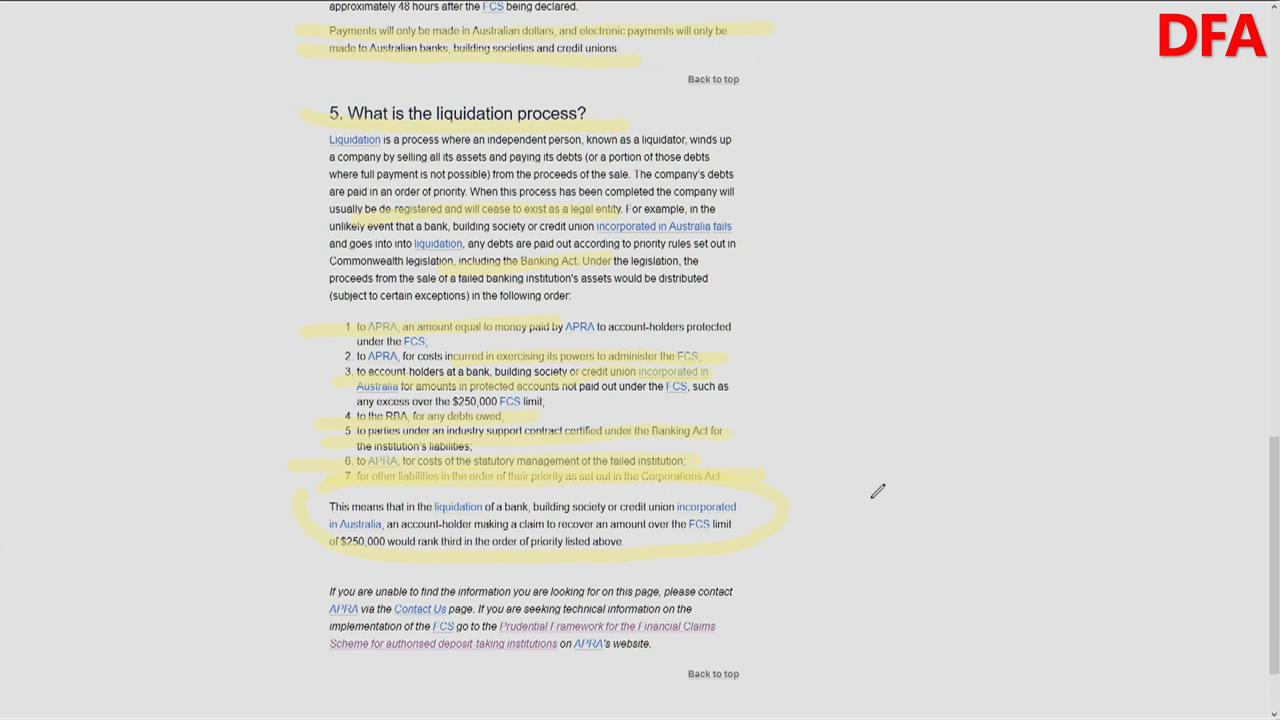 approximately 48 hours after the FCS being declared.
DFA
Payments will only be made in Australian dollars, and electronic payments will only be
made to Australian banks, building societies and credit unions.
Back to top
5. What is the liquidation process?
Liquidation is a process where an independent person, known as a liquidator, winds up
a company by selling all its assets and paying its debts (or a portion of those debts
where full payment is not possible) from the proceeds of the sale. The company's debts
are paid in an order of priority. When this process has been completed the company will
usually be de-registered and will cease to exist as a legal entity. For example, in the
unlikely event that a bank, building society or credit union incorporated in Australia fails
and goes into into liquidation, any debts are paid out according to priority rules set out in
Commonwealth legislation, including the Banking Act. Under the legislation, the
proceeds from the sale of a failed banking institution's assets would be distributed
(subject to certain exceptions) in the following order:
1. to APRA, an amount equal to money paid by APRA to account-holders protected
under the FCS;
2. to APRA, for costs incurred in exercising its powers to administer the FCS;
3. to account-holders at a bank, building society or credit union incorporated in
Australia for amounts in protected accounts not paid out under the FCS, such as
any excess over the $250,000 FCS limit;
4. to the RBA, for any debts owed;
5. to parties under an industry support contract certified under the Banking Act for
the institution's liabilities;
6. to APRA, for costs of the statutory management of the failed institution;
7. for other liabilities in the order of their priority as set out in the Corporations Act.
This means that in the liquidation of a bank, building society or credit union incorporated
in Australia, an account-holder making a claim to recover an amount over the FCS limit
of $250,000 would rank third in the order of priority listed above.
If you are unable to find the information you are looking for on this page, please contact
APRA via the Contact Us page. If you are seeking technical information on the
implementation of the FCS go to the Prudential Framework for the Financial Claims
Scheme for authorised deposit-taking institutions on APRA's website.
Back to top